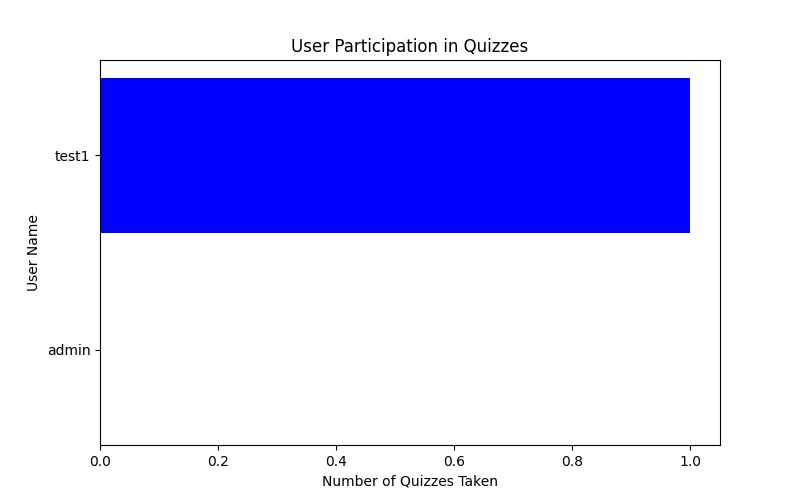 User Participation in Quizzes
test1
User Name
admin
0.0 0.2 0.4 0.6 0.8 1.0
Number of Quizzes Taken